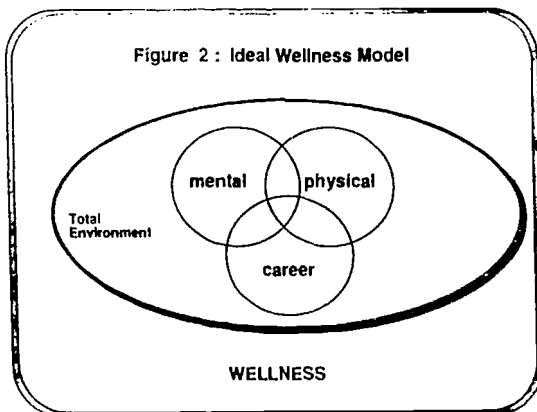 Figure 2 : Ideal Wellness Model
mental
physical
Total
Environment
career
WELLNESS